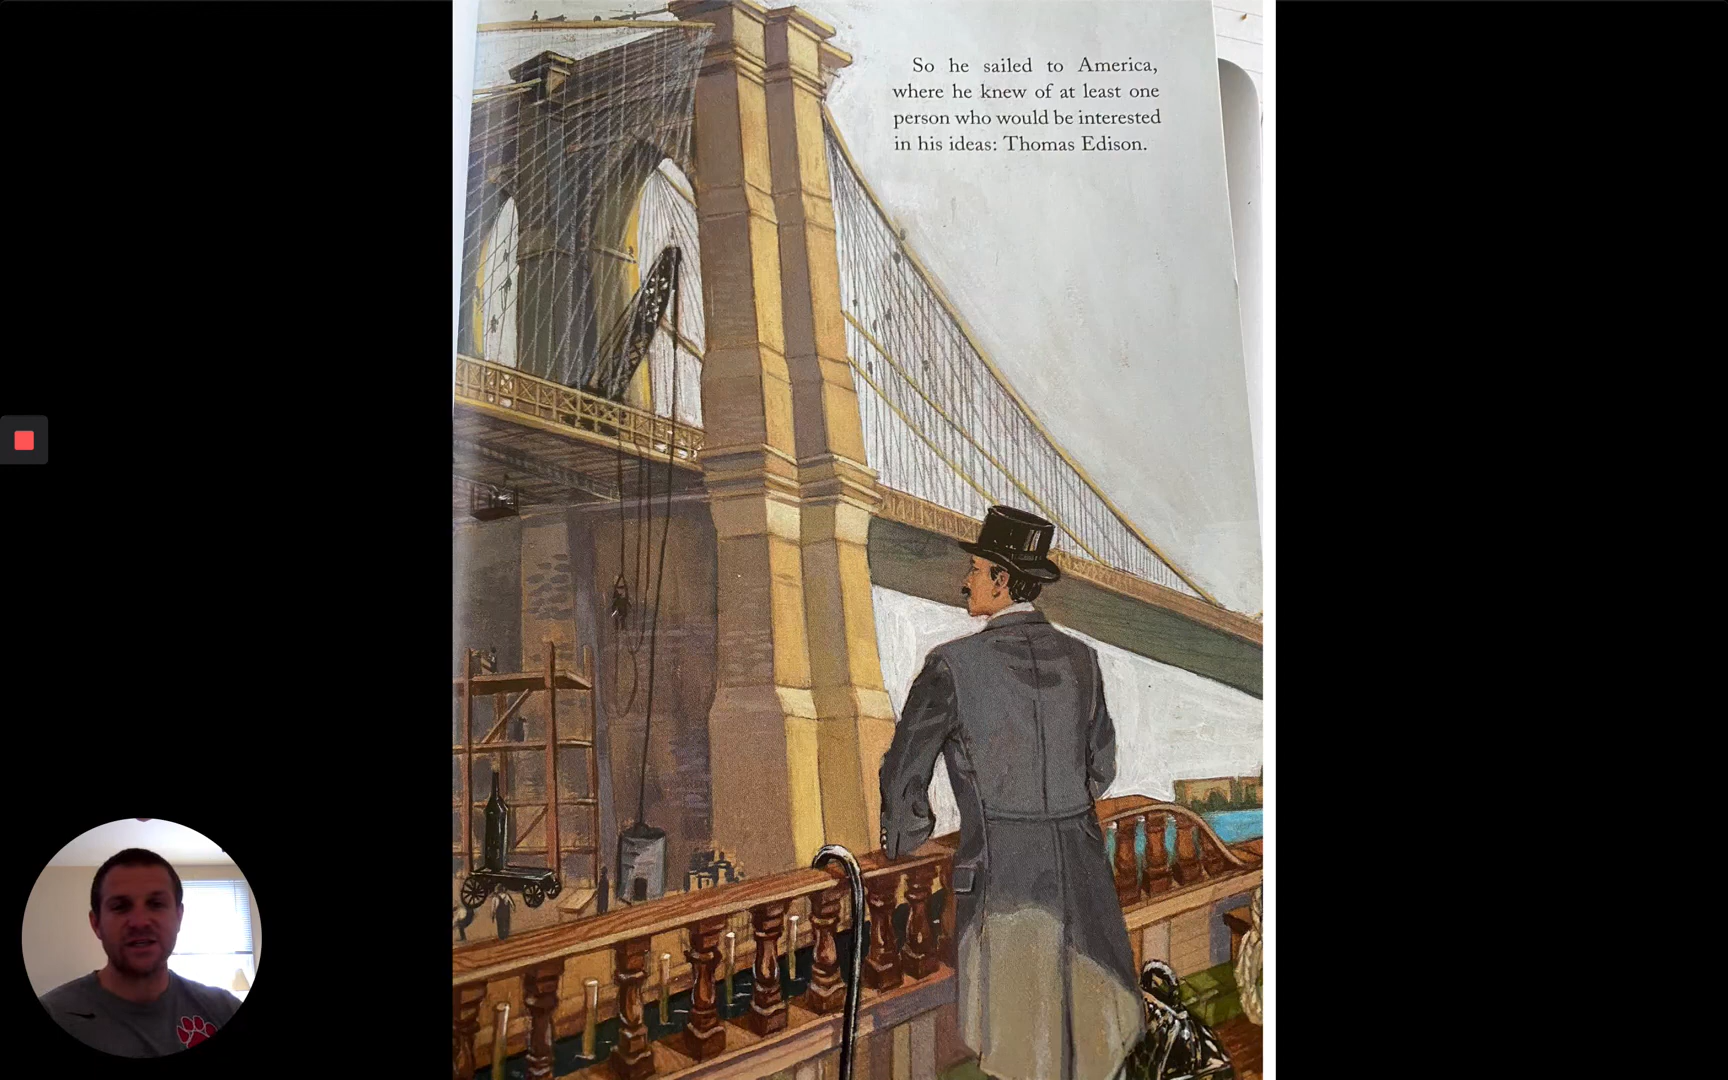 So he sailed to America,
where he knew of at least one
person who would be interested
in his ideas: Thomas Edison.